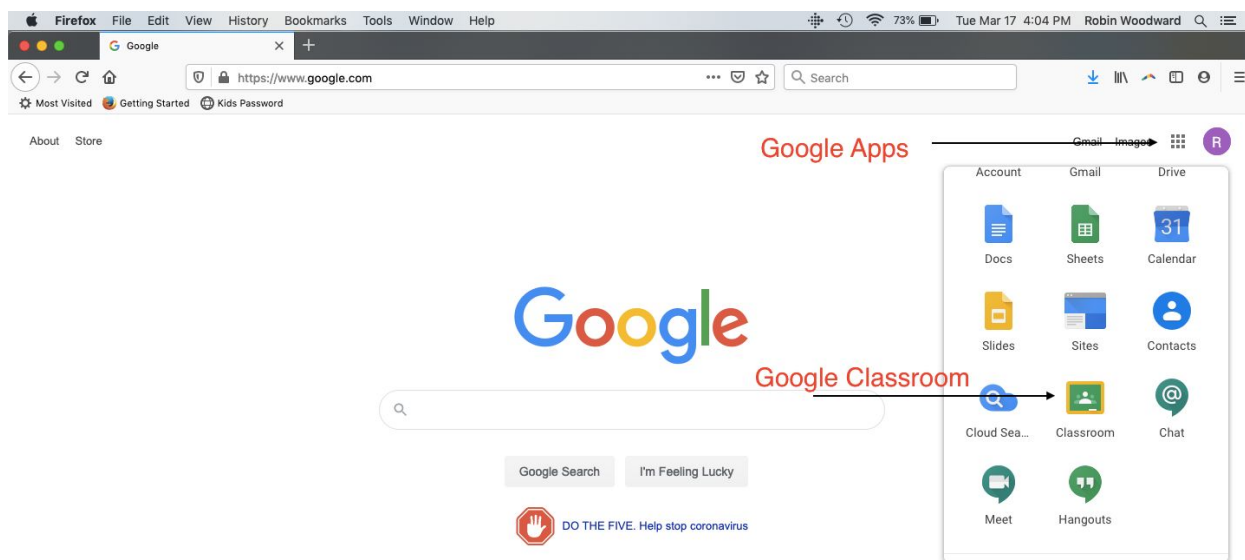 Firefox File Edit View History Bookmarks Tools Window Help 73% Tue Mar 17 4:04 PM Robin Woodward
G Google
https://www.google.com Search
Most Visited Getting Started Kids Password
About Store Google Apps Gmail Images R
Account Gmail Drive
31
Docs Sheets Calendar
Google
Slides Sites Contacts
Google Classroom
@
Cloud Sea... Classroom Chat
Google Search I'm Feeling Lucky
Meet Hangouts
DO THE FIVE. Help stop coronavirus